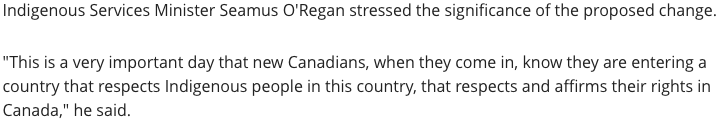 Indigenous Services Minister Seamus O'Regan stressed the significance of the proposed change.
"This is a very important day that new Canadians, when they come in, know they are entering a
country that respects Indigenous people in this country, that respects and affirms their rights in
Canada," he said.